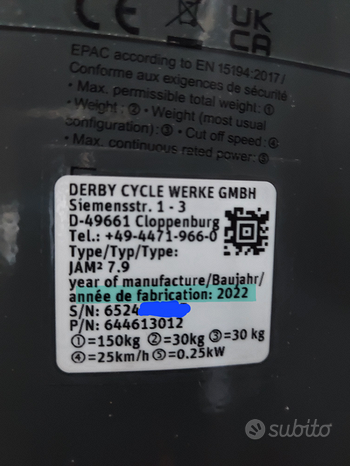 CE UK
CA
EPAC according to EN 15194:2017/
Conforme aux exigences de sécurité
• Max. permissible total weight: ①
• Weight: ② • Weight (most usual
configuration): ③ • Cut off speed: ④
• Max. continuous rated power: ⑤
DERBY CYCLE WERKE GMBH
Siemensstr. 1 - 3
D-49661 Cloppenburg
Tel.: +49-4471-966-0
Type/Typ/Type:
JAM² 7.9
year of manufacture/Baujahr/
année de fabrication: 2022
S/N: 6524
P/N: 644613012
①=150kg ②=30kg ③=30 kg
④=25km/h ⑤=0.25kW
subito